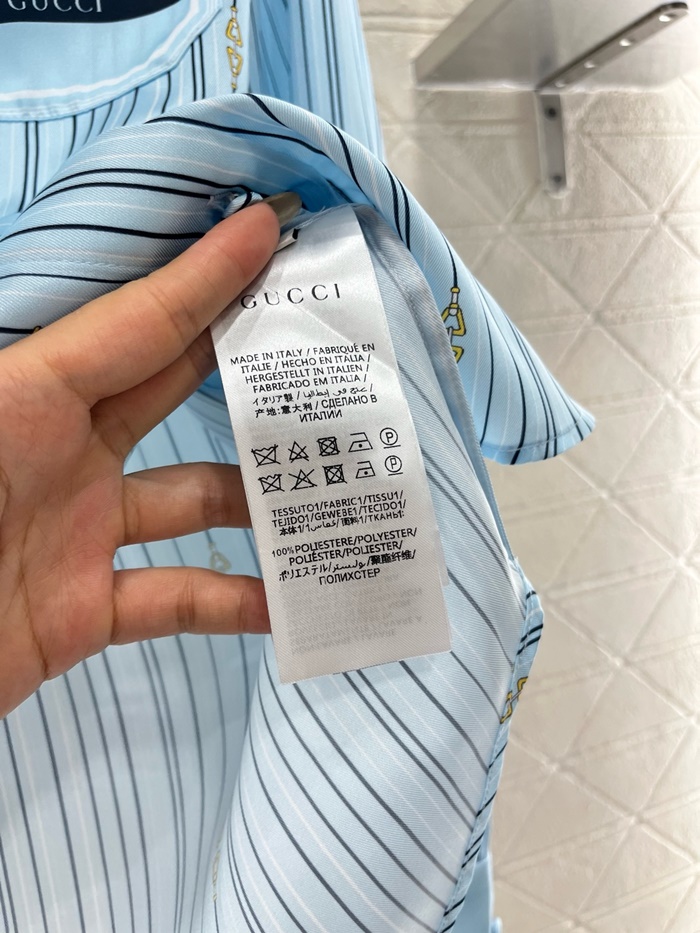 GUCCI
GUCCI
MADE IN ITALY / FABRIQUÉ EN
ITALIE / HECHO EN ITALIA /
HERGESTELLT IN ITALIEN /
FABRICADO EM ITALIA /
イタリア製 / صنع في إيطاليا /
产地:意大利 / СДЕЛАНО В
ИТАЛИИ
P
P
TESSUTO1/FABRIC1/TISSU1/
TEJIDO1/GEWEBE1/TECIDO1/
本体1/قماش1/面料1/ТКАНЬ1:
100%POLIESTERE/POLYESTER/
POLIÉSTER/POLIESTER/
ポリエステル/بوليستر/聚酯纤维/
ПОЛИХСТЕР